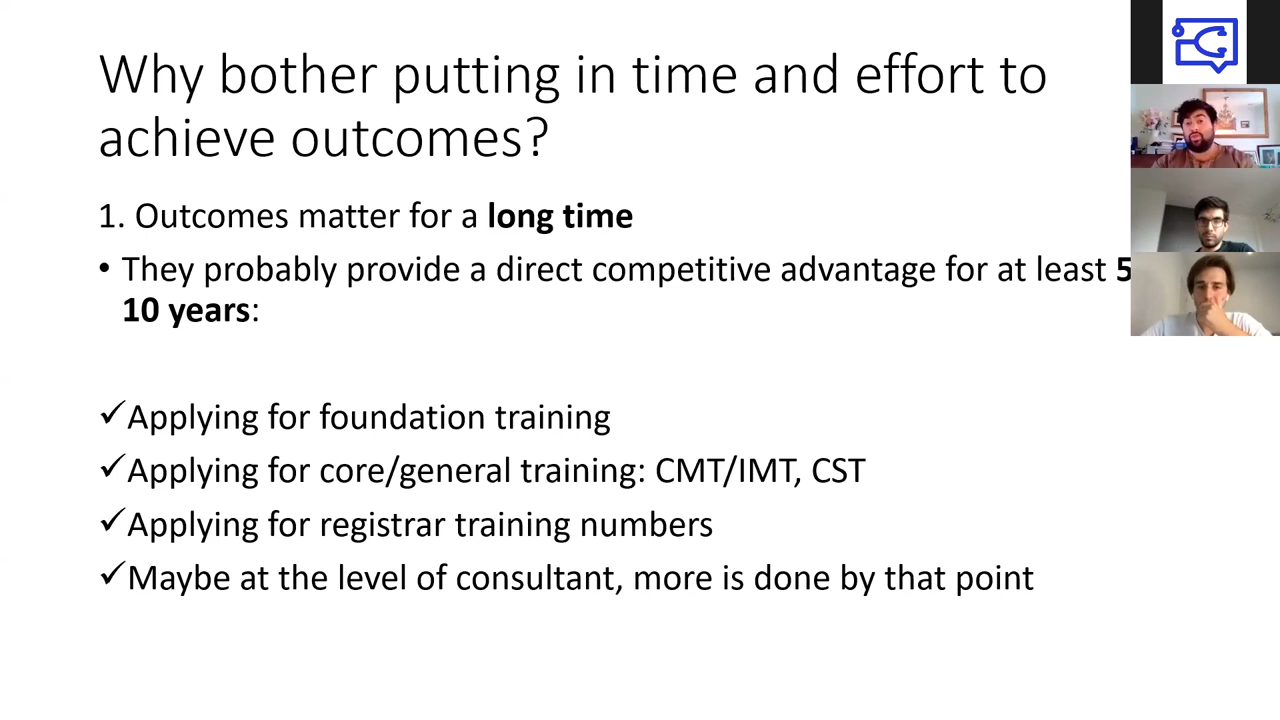 Why bother putting in time and effort to
achieve outcomes?
1. Outcomes matter for a long time
• They probably provide a direct competitive advantage for at least 5
10 years:
✓Applying for foundation training
✓Applying for core/general training: CMT/IMT, CST
✓Applying for registrar training numbers
✓Maybe at the level of consultant, more is done by that point